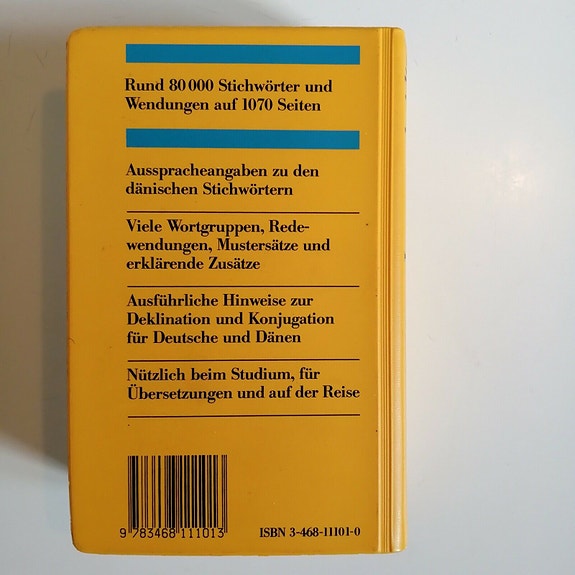 Rund 80 000 Stichwörter und
Wendungen auf 1070 Seiten
Ausspracheangaben zu den
dänischen Stichwörtern
Viele Wortgruppen, Rede-
wendungen, Mustersätze und
erklärende Zusätze
Ausführliche Hinweise zur
Deklination und Konjugation
für Deutsche und Dänen
Nützlich beim Studium, für
Übersetzungen und auf der Reise
9 783468 111013
ISBN 3-468-11101-0